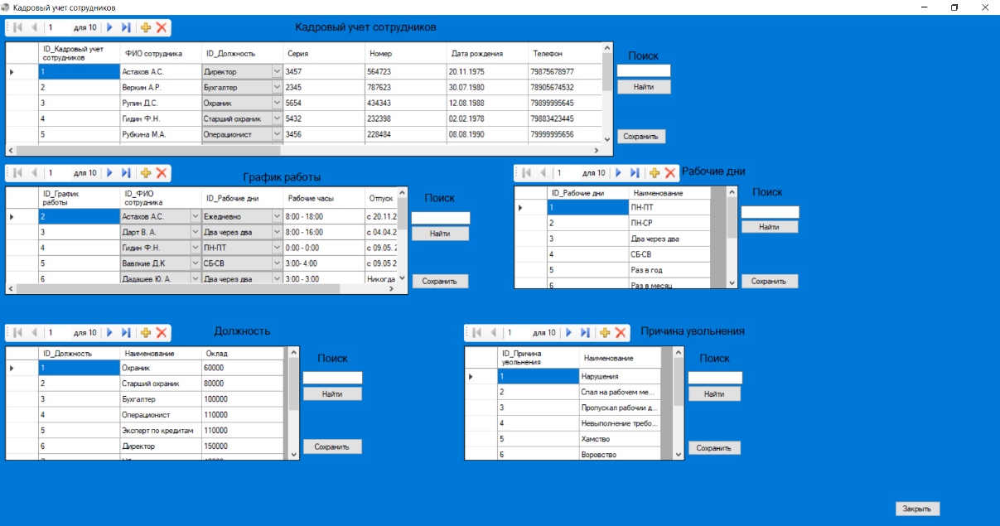 Кадровый учет сотрудников
1 для 10 Кадровый учет сотрудников
ID_Кадровый учет сотрудников ФИО сотрудника ID_Должность Серия Номер Дата рождения Телефон
1 Астахов А.С. Директор 3457 564723 20.11.1975 79875678977
2 Веркин А.Р. Бухгалтер 2345 787623 30.07.1980 78905674532
3 Рупин Д.С. Охраник 5654 434343 12.08.1988 79899995645
4 Гидин Ф.Н. Старший охраник 5432 232398 02.02.1978 79883423445
5 Рубкина М.А. Операционист 3456 228484 08.08.1990 79999995656
Поиск
Найти
Сохранить
1 для 10 График работы
ID_График работы ID_ФИО сотрудника ID_Рабочие дни Рабочие часы Отпуск
2 Астахов А.С. Ежедневно 8:00 - 18:00 с 20.11.2
3 Дарт В. А. Два через два 8:00 - 16:00 с 04.04.2
4 Гидин Ф.Н. ПН-ПТ 0:00 - 0:00 с 09.05. 2
5 Вавлкие Д.К СБ-СВ 3:00- 4:00 с 09.05 2
6 Дадашев Ю. А. Два через два 3:00 - 3:00 Никогда
Поиск
Найти
Сохранить
1 для 10 Рабочие дни
ID_Рабочие дни Наименование
1 ПН-ПТ
2 ПН-СР
3 Два через два
4 СБ-СВ
5 Раз в год
6 Раз в месяц
Поиск
Найти
Сохранить
1 для 10 Должность
ID_Должность Наименование Оклад
1 Охраник 60000
2 Старший охраник 80000
3 Бухгалтер 100000
4 Операционист 110000
5 Эксперт по кредитам 110000
6 Директор 150000
Поиск
Найти
Сохранить
1 для 10 Причина увольнения
ID_Причина увольнения Наименование
1 Нарушения
2 Спал на рабочем ме...
3 Пропускал рабочии д...
4 Невыполнение требо...
5 Хамство
6 Воровство
Поиск
Найти
Сохранить
Закрыть